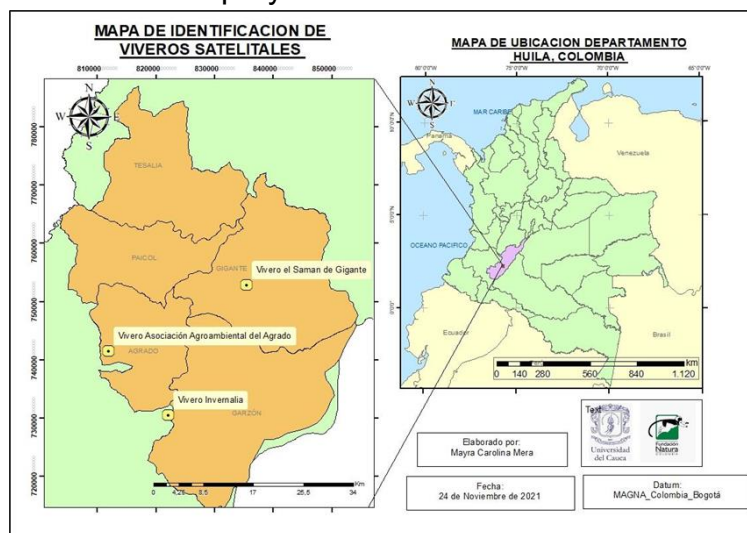 MAPA DE IDENTIFICACION DE
VIVEROS SATELITALES
810000 820000 830000 840000 850000
780000
770000
760000
750000
740000
730000
720000
N
W E
S
TESALIA
PAICOL
GIGANTE
Vivero el Saman de Gigante
Vivero Asociación Agroambiental del Agrado
AGRADO
Vivero Invernalia
GARZÓN
Km
0 4,25 8,5 17 25,5 34
MAPA DE UBICACION DEPARTAMENTO
HUILA, COLOMBIA
N
W E
S
MAR CARIBE
Panama
Venezuela
OCEANO PACIFICO
Ecuador
Brasil
km
0 140 280 560 840 1.120
Elaborado por:
Mayra Carolina Mera
Text
Universidad
del Cauca
Fundación
Natura
Fecha:
24 de Noviembre de 2021
Datum:
MAGNA_Colombia_Bogotá